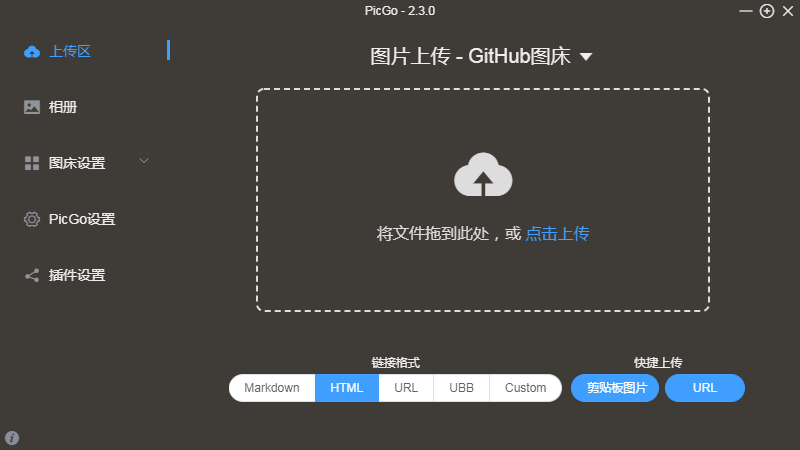 PicGo - 2.3.0
上传区
相册
图床设置
PicGo设置
插件设置
图片上传 - GitHub图床
将文件拖到此处，或 点击上传
链接格式
Markdown HTML URL UBB Custom
快捷上传
剪贴板图片 URL